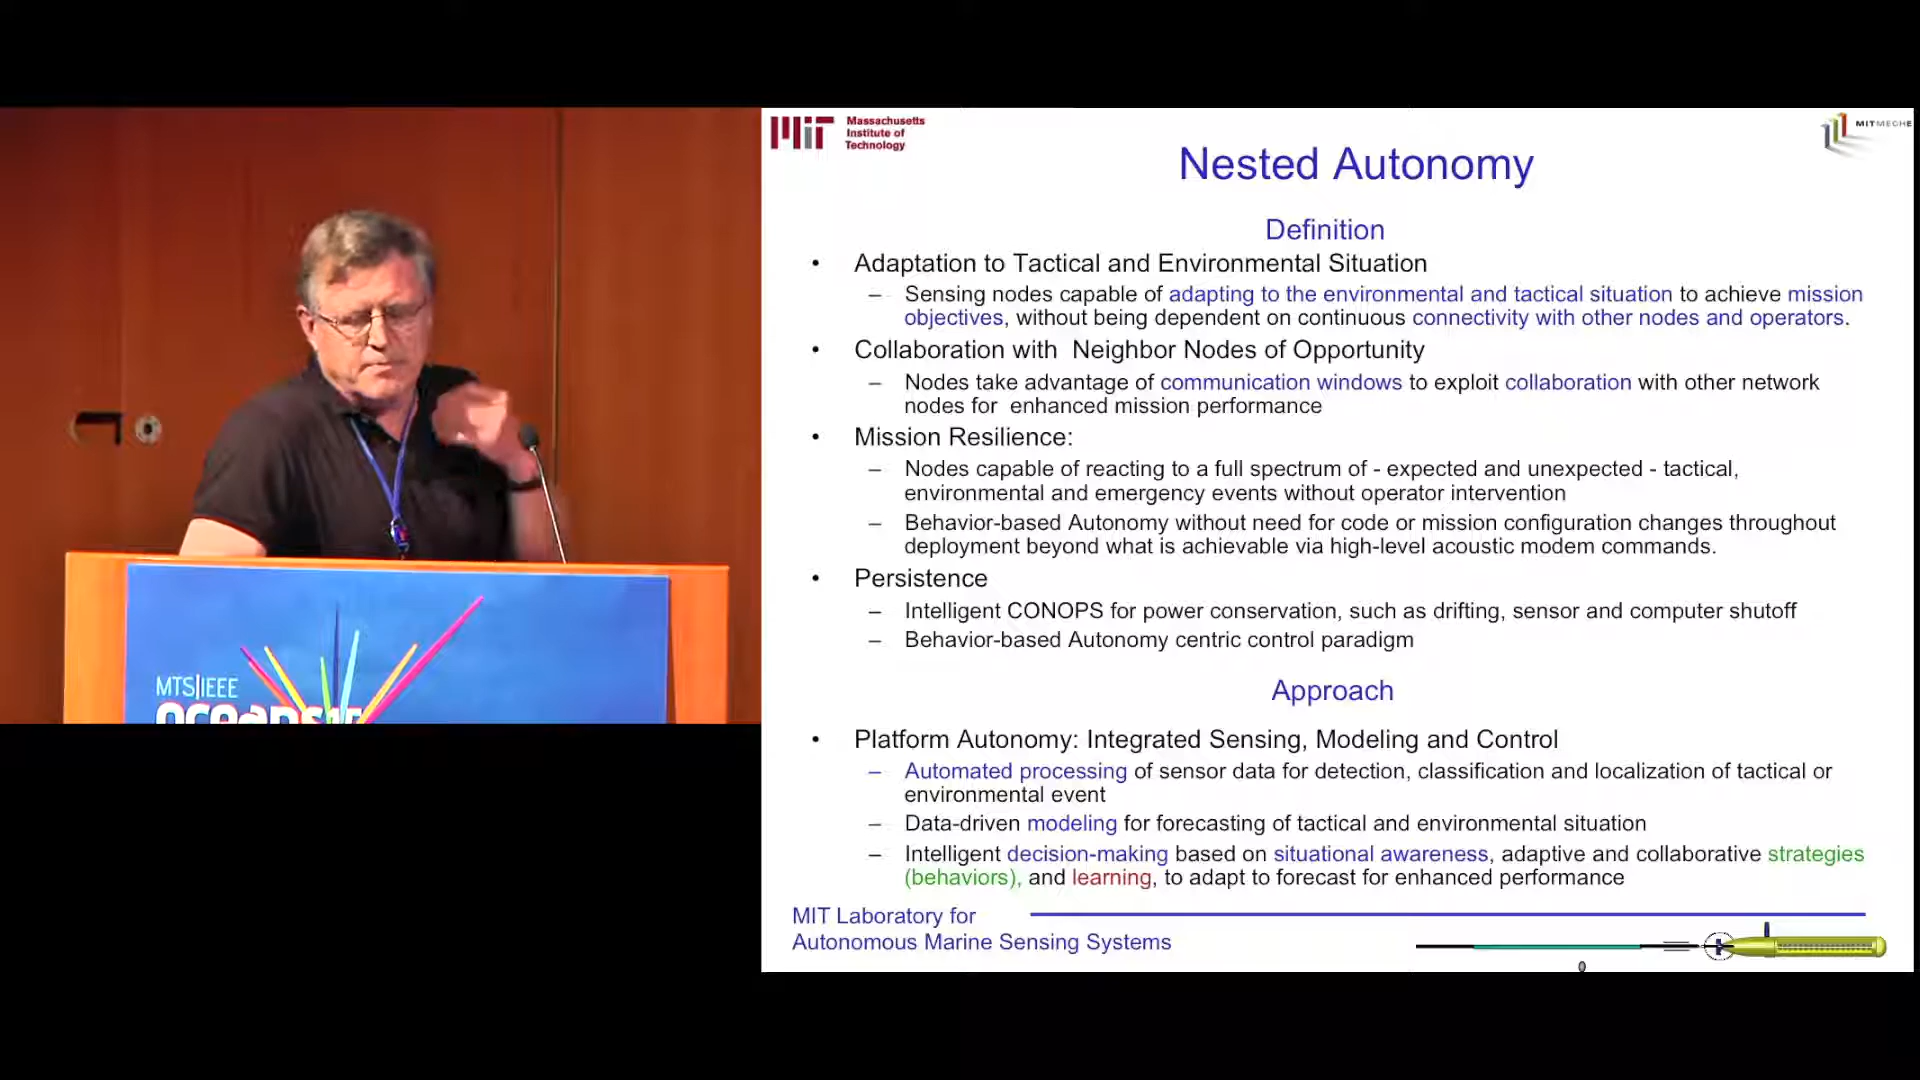 Massachusetts
Institute of
Technology
MITMECHE
Nested Autonomy
Definition
• Adaptation to Tactical and Environmental Situation
– Sensing nodes capable of adapting to the environmental and tactical situation to achieve mission
objectives, without being dependent on continuous connectivity with other nodes and operators.
• Collaboration with Neighbor Nodes of Opportunity
– Nodes take advantage of communication windows to exploit collaboration with other network
nodes for enhanced mission performance
• Mission Resilience:
– Nodes capable of reacting to a full spectrum of - expected and unexpected - tactical,
environmental and emergency events without operator intervention
– Behavior-based Autonomy without need for code or mission configuration changes throughout
deployment beyond what is achievable via high-level acoustic modem commands.
• Persistence
– Intelligent CONOPS for power conservation, such as drifting, sensor and computer shutoff
– Behavior-based Autonomy centric control paradigm
Approach
• Platform Autonomy: Integrated Sensing, Modeling and Control
– Automated processing of sensor data for detection, classification and localization of tactical or
environmental event
– Data-driven modeling for forecasting of tactical and environmental situation
– Intelligent decision-making based on situational awareness, adaptive and collaborative strategies
(behaviors), and learning, to adapt to forecast for enhanced performance
MIT Laboratory for
Autonomous Marine Sensing Systems
MTS|IEEE